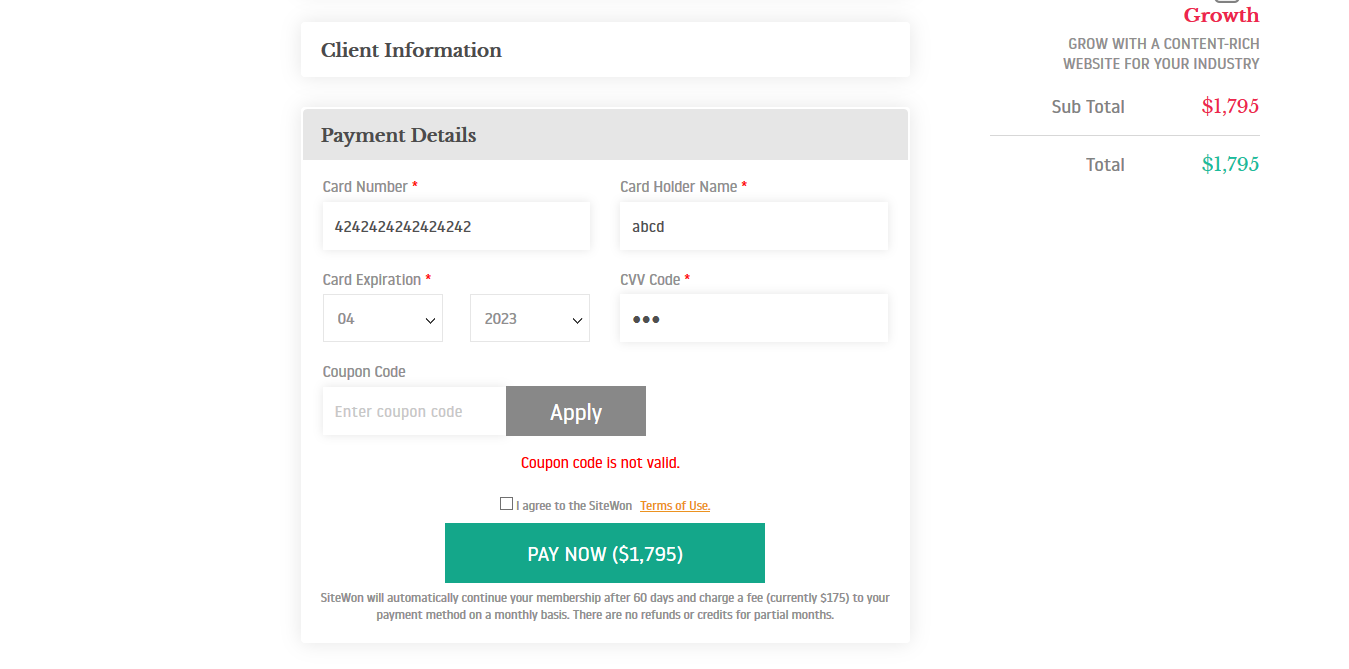 Client Information
Payment Details
Card Number *
Card Holder Name *
4242424242424242
abcd
Card Expiration *
CVV Code *
04
2023
●●●
Coupon Code
Enter coupon code
Apply
Coupon code is not valid.
I agree to the SiteWon Terms of Use.
PAY NOW ($1,795)
SiteWon will automatically continue your membership after 60 days and charge a fee (currently $175) to your
payment method on a monthly basis. There are no refunds or credits for partial months.
Growth
GROW WITH A CONTENT-RICH
WEBSITE FOR YOUR INDUSTRY
Sub Total $1,795
Total $1,795